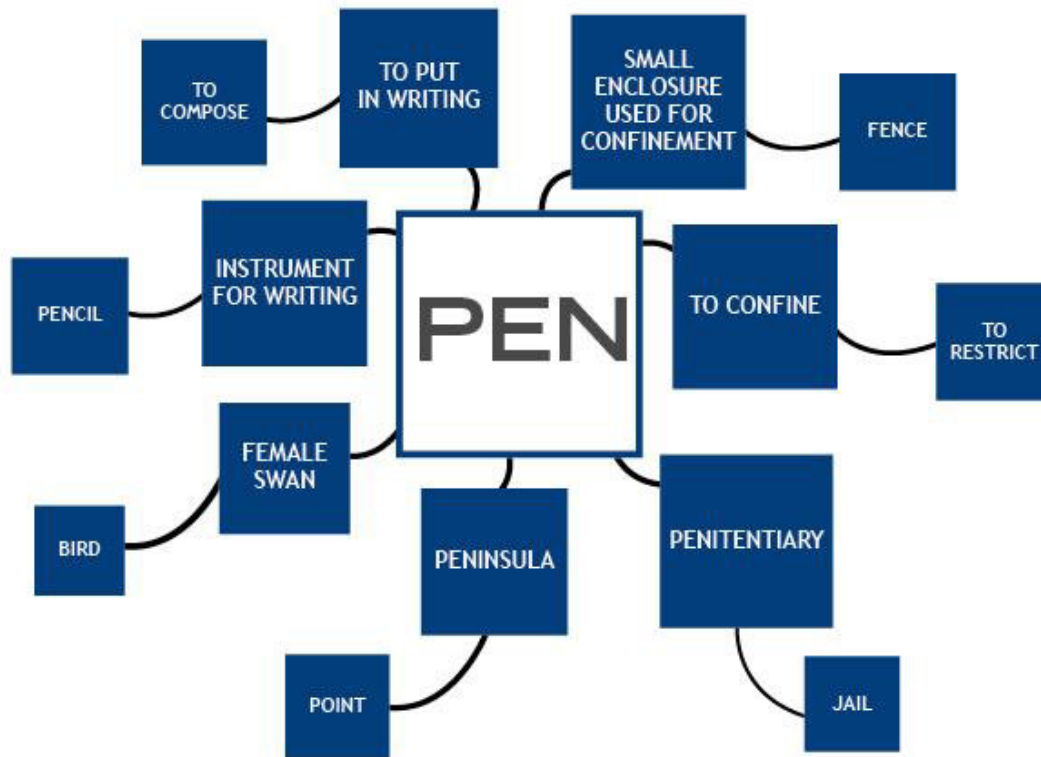 TO
COMPOSE
TO PUT
IN WRITING
SMALL
ENCLOSURE
USED FOR
CONFINEMENT
FENCE
PENCIL
INSTRUMENT
FOR WRITING
PEN
TO CONFINE
TO
RESTRICT
FEMALE
SWAN
BIRD
PENINSULA
POINT
PENITENTIARY
JAIL